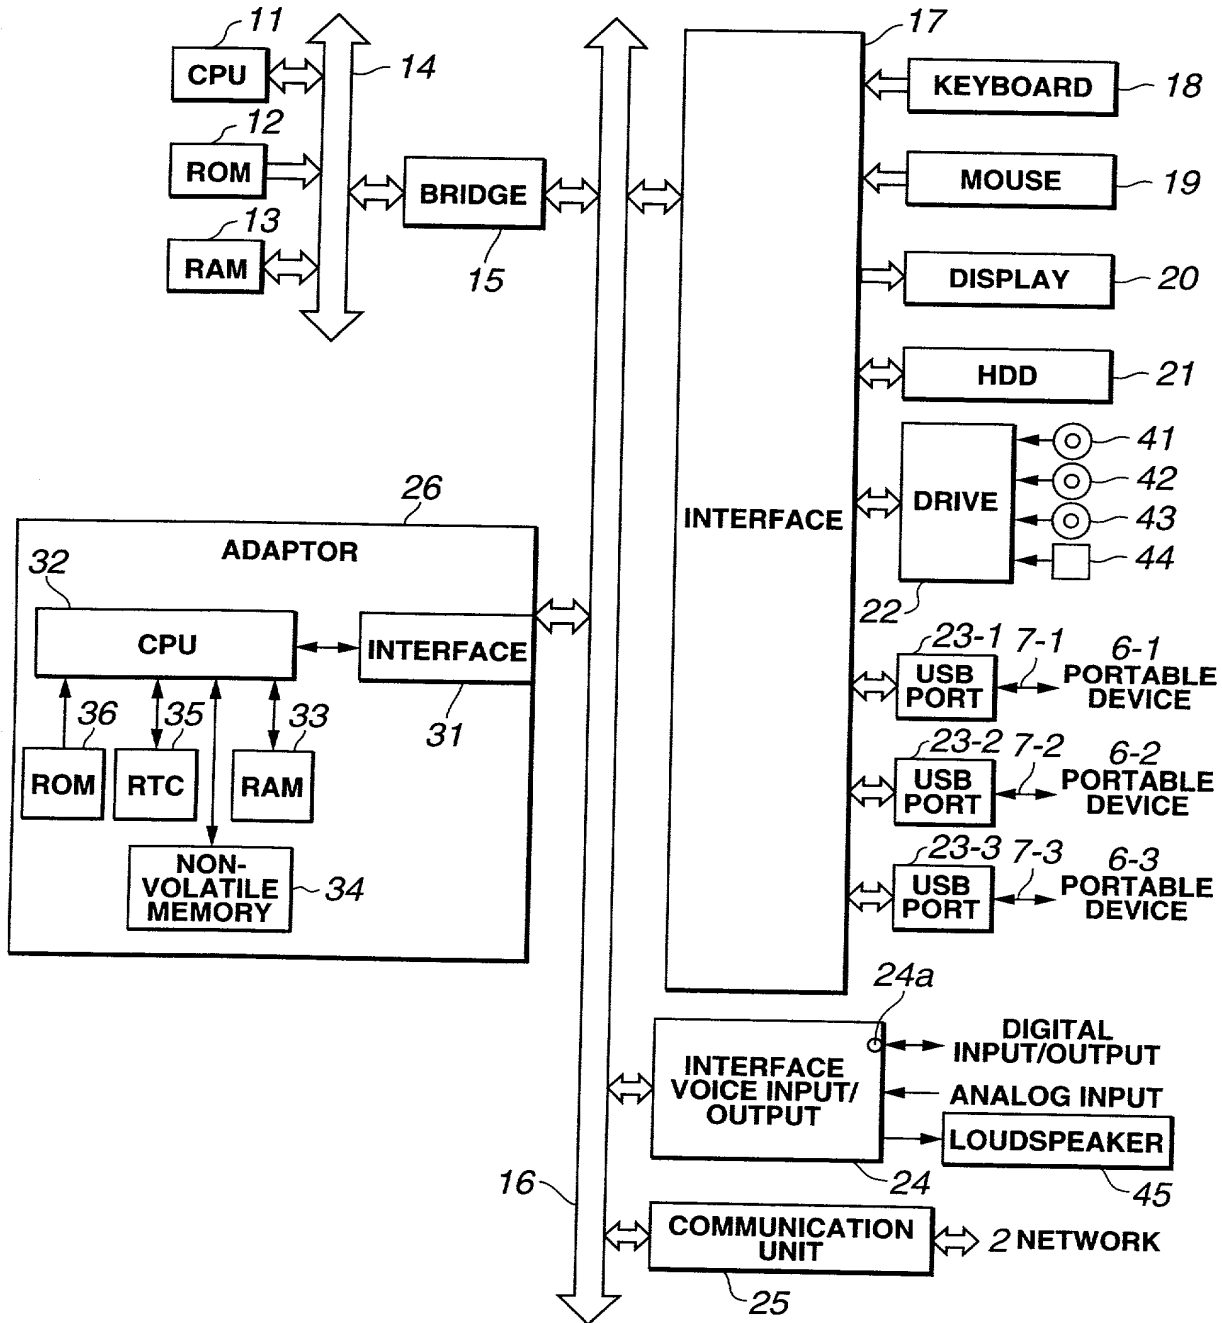 11
CPU
14
12
ROM
13
RAM
BRIDGE
15
17
18
KEYBOARD
19
MOUSE
20
DISPLAY
21
HDD
INTERFACE
DRIVE
22
41
42
43
44
23-1
USB
PORT
7-1
6-1
PORTABLE
DEVICE
23-2
USB
PORT
7-2
6-2
PORTABLE
DEVICE
23-3
USB
PORT
7-3
6-3
PORTABLE
DEVICE
26
ADAPTOR
32
CPU
INTERFACE
31
36
ROM
35
RTC
33
RAM
NON-
VOLATILE
MEMORY
34
24a
INTERFACE
VOICE INPUT/
OUTPUT
24
DIGITAL
INPUT/OUTPUT
ANALOG INPUT
LOUDSPEAKER
45
16
COMMUNICATION
UNIT
25
2 NETWORK